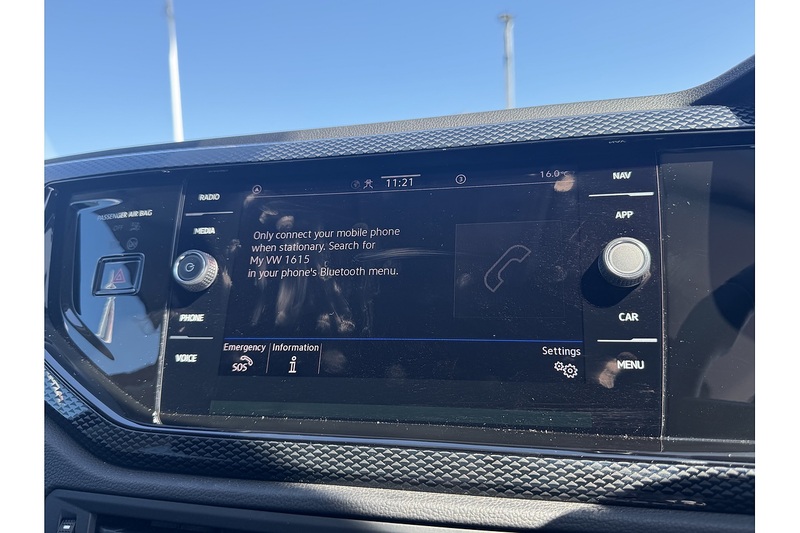 NAV
11:21
16.0°C
RADIO
PASSENGER AIR BAG
APP
MEDIA
Only connect your mobile phone
when stationary. Search for
My VW 1615
in your phone's Bluetooth menu.
PHONE
CAR
Emergency Information
Settings
VOICE
SOS
MENU